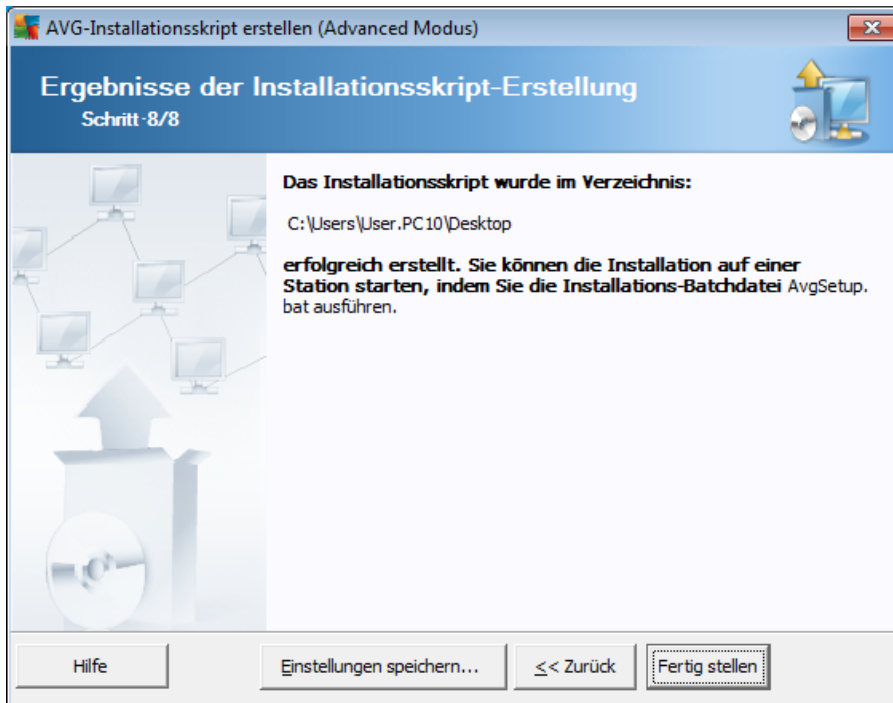 AVG-Installationsskript erstellen (Advanced Modus)
Ergebnisse der Installationsskript-Erstellung
Schritt-8/8
Das Installationsskript wurde im Verzeichnis:
C:\Users\User.PC10\Desktop
erfolgreich erstellt. Sie können die Installation auf einer
Station starten, indem Sie die Installations-Batchdatei AvgSetup.
bat ausführen.
Hilfe
Einstellungen speichern...
<< Zurück
Fertig stellen